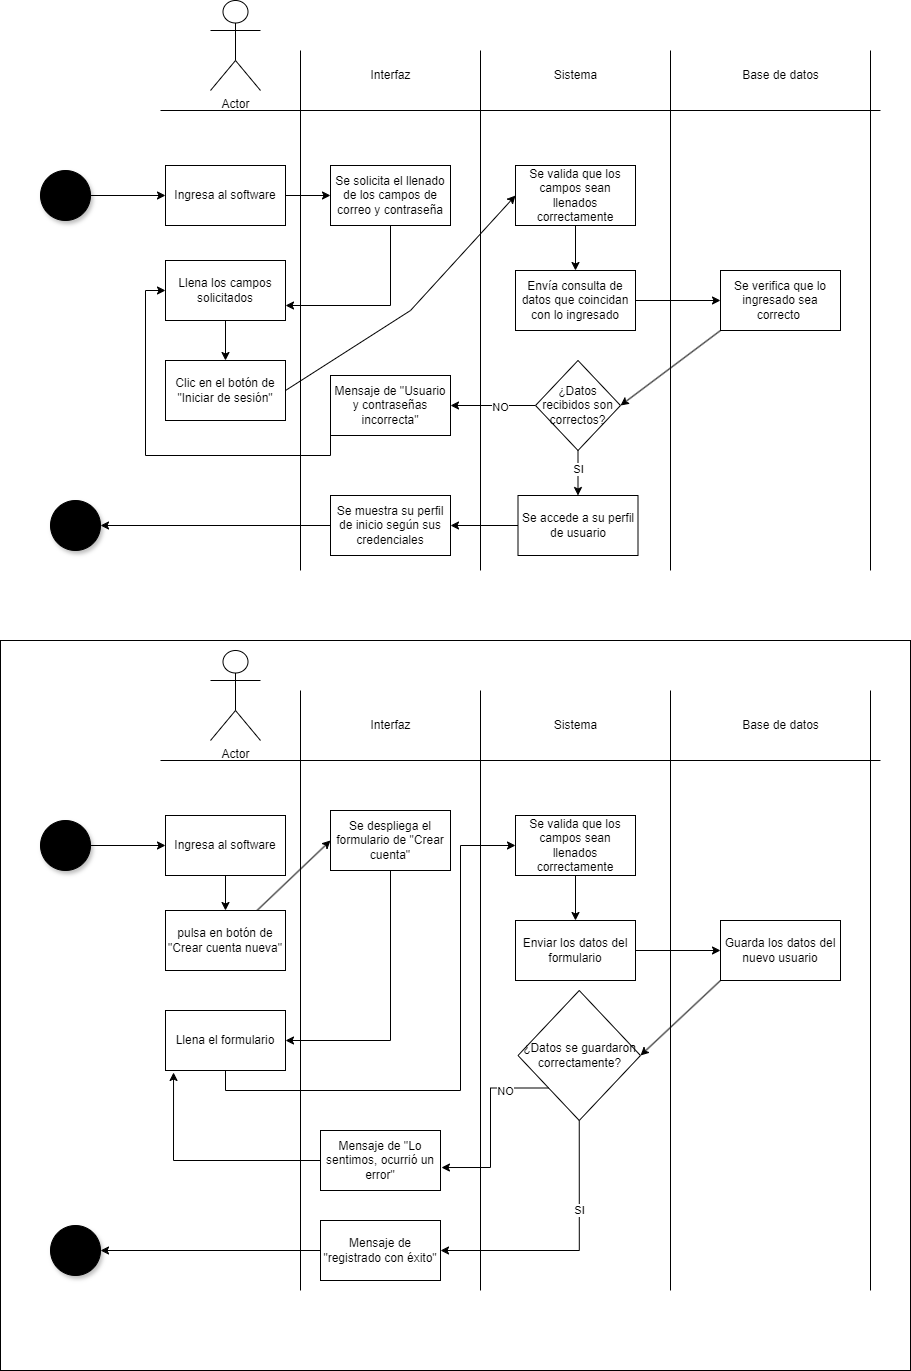 Actor
Interfaz
Sistema
Base de datos
Ingresa al software
Se solicita el llenado
de los campos de
correo y contraseña
Se valida que los
campos sean
llenados
correctamente
Llena los campos
solicitados
Envía consulta de
datos que coincidan
con lo ingresado
Se verifica que lo
ingresado sea
correcto
Clic en el botón de
"Iniciar de sesión"
Mensaje de "Usuario
y contraseñas
incorrecta"
NO
¿Datos
recibidos son
correctos?
SI
Se muestra su perfil
de inicio según sus
credenciales
Se accede a su perfil
de usuario
Actor
Interfaz
Sistema
Base de datos
Ingresa al software
Se despliega el
formulario de "Crear
cuenta"
Se valida que los
campos sean
llenados
correctamente
pulsa en botón de
"Crear cuenta nueva"
Enviar los datos del
formulario
Guarda los datos del
nuevo usuario
Llena el formulario
¿Datos se guardaron
correctamente?
NO
Mensaje de "Lo
sentimos, ocurrió un
error"
SI
Mensaje de
"registrado con éxito"